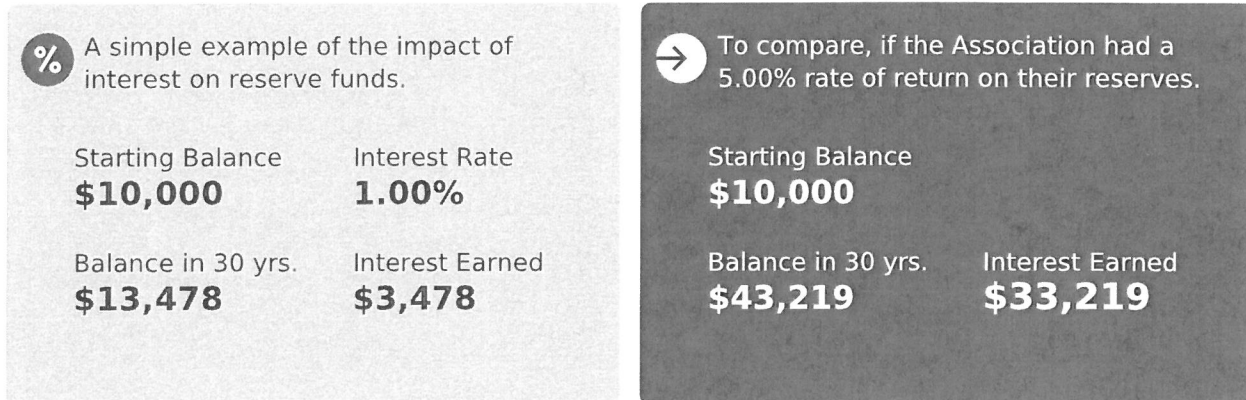 %
A simple example of the impact of
interest on reserve funds.
Starting Balance
$10,000
Interest Rate
1.00%
Balance in 30 yrs.
$13,478
Interest Earned
$3,478
To compare, if the Association had a
5.00% rate of return on their reserves.
Starting Balance
$10,000
Balance in 30 yrs.
$43,219
Interest Earned
$33,219